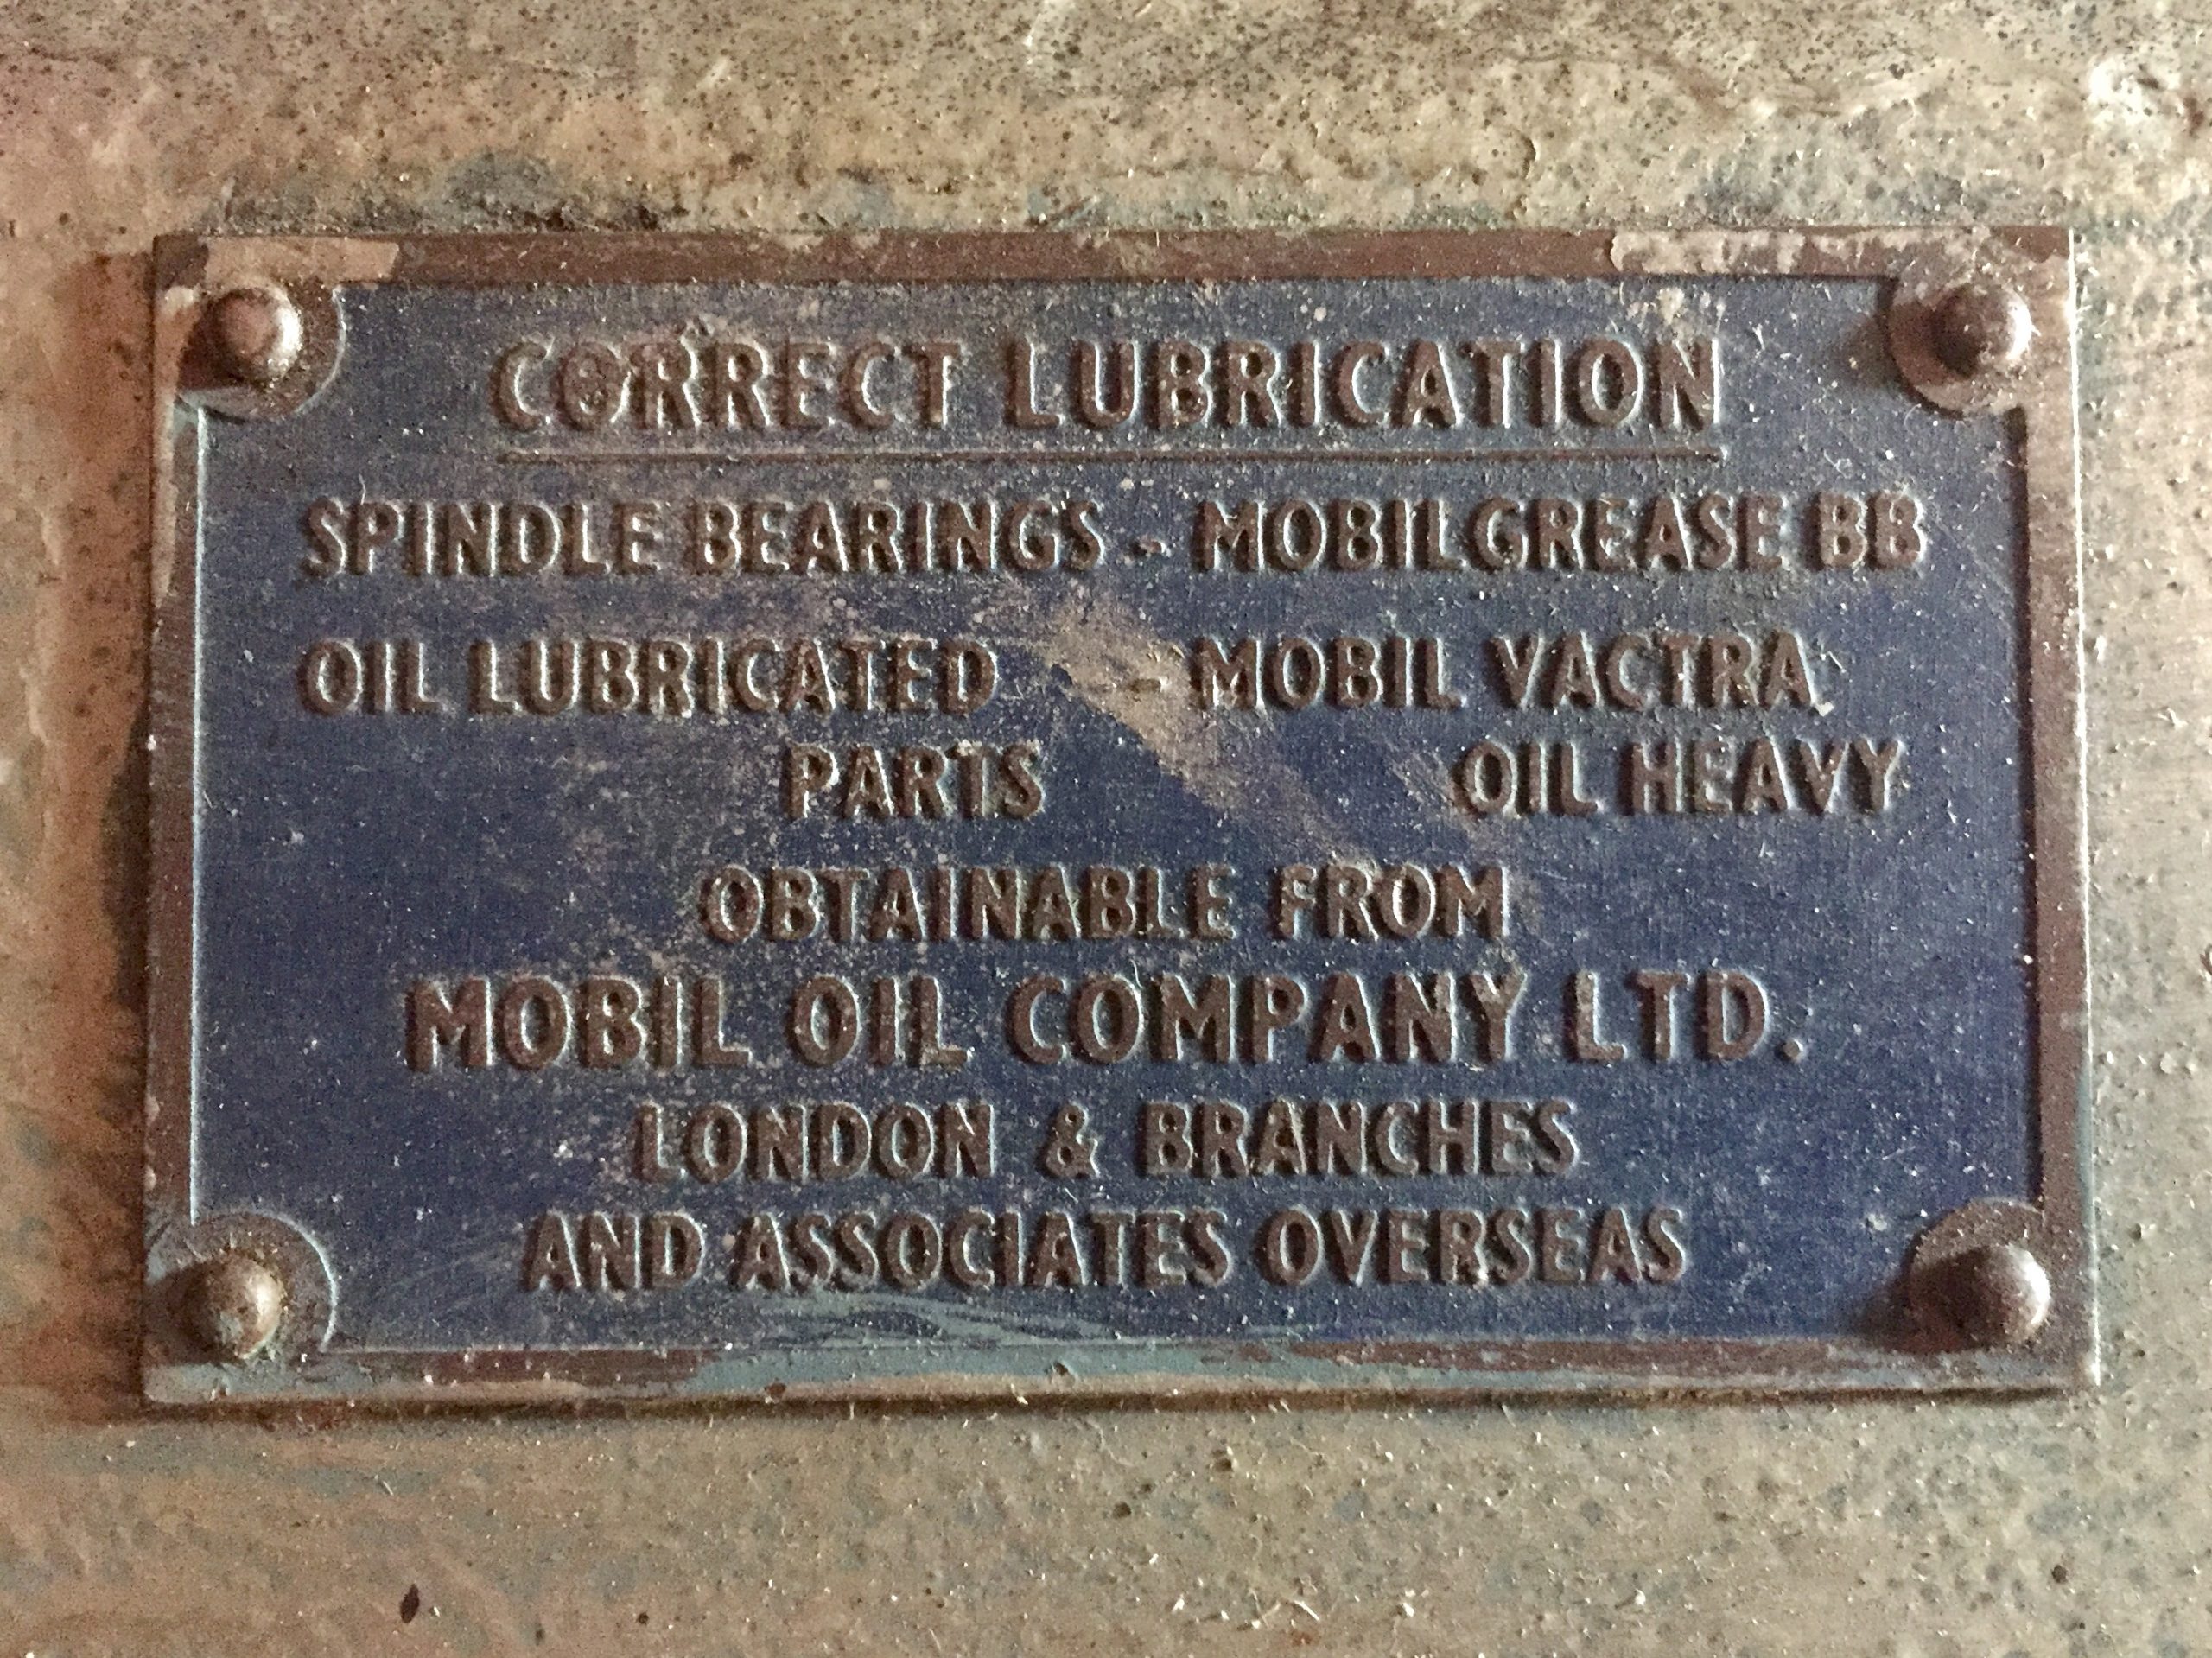 CORRECT LUBRICATION
SPINDLE BEARINGS - MOBILGREASE BB
OIL LUBRICATED - MOBIL VACTRA
PARTS OIL HEAVY
OBTAINABLE FROM
MOBIL OIL COMPANY LTD.
LONDON & BRANCHES
AND ASSOCIATES OVERSEAS